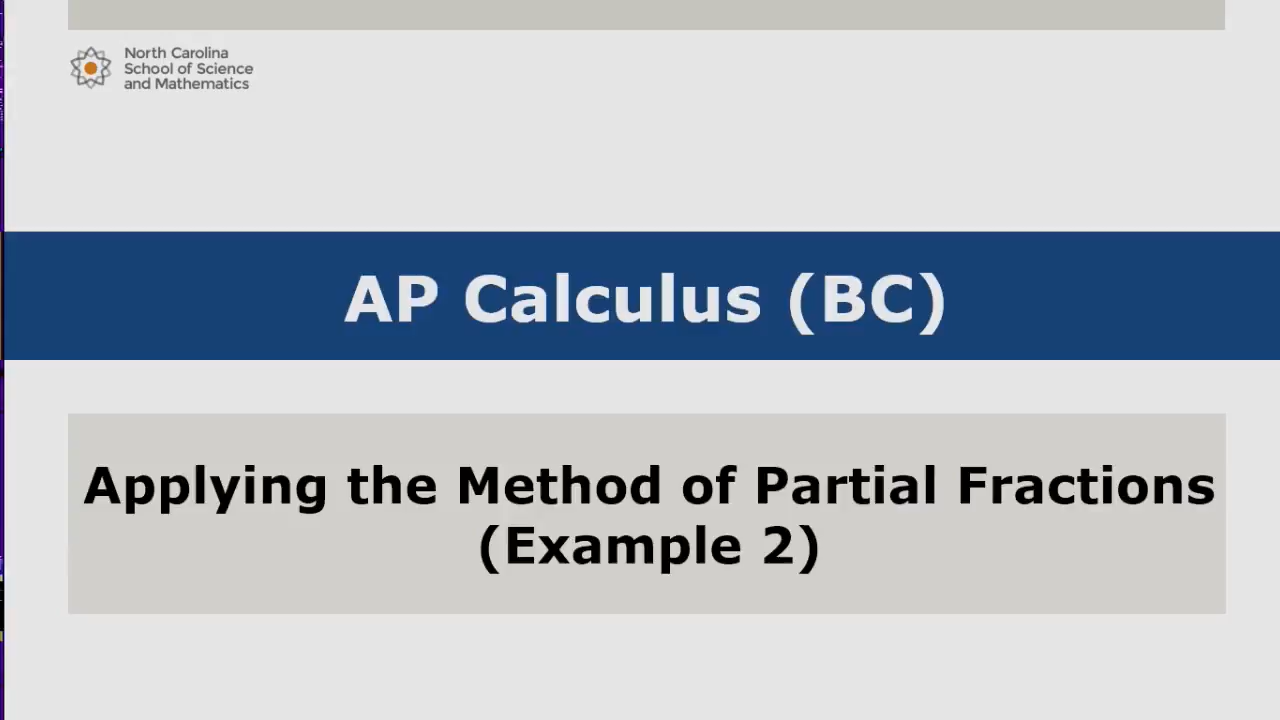 North Carolina
School of Science
and Mathematics
AP Calculus (BC)
Applying the Method of Partial Fractions
(Example 2)